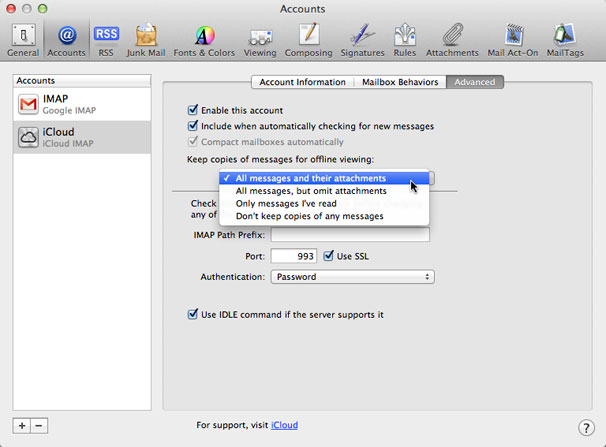 Accounts
General Accounts RSS Junk Mail Fonts & Colors Viewing Composing Signatures Rules Attachments Mail Act-On MailTags
RSS
Accounts
IMAP
Google IMAP
iCloud
iCloud IMAP
Account Information Mailbox Behaviors Advanced
Enable this account
Include when automatically checking for new messages
Compact mailboxes automatically
Keep copies of messages for offline viewing:
✓ All messages and their attachments
All messages, but omit attachments
Only messages I've read
Don't keep copies of any messages
Check
any of
IMAP Path Prefix:
Port: 993 Use SSL
Authentication: Password
Use IDLE command if the server supports it
+ −
For support, visit iCloud
?